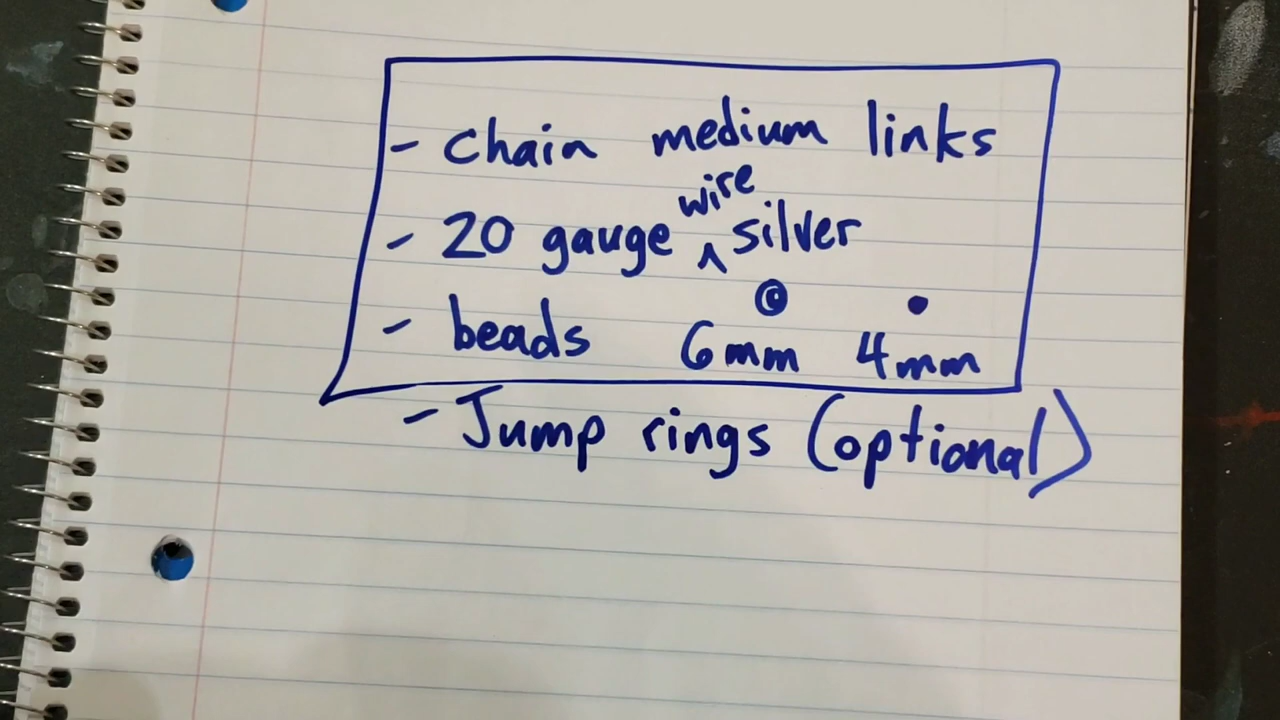 - Chain medium links
- 20 gauge ^ wire silver
- beads 6mm 4mm
- Jump rings (optional)